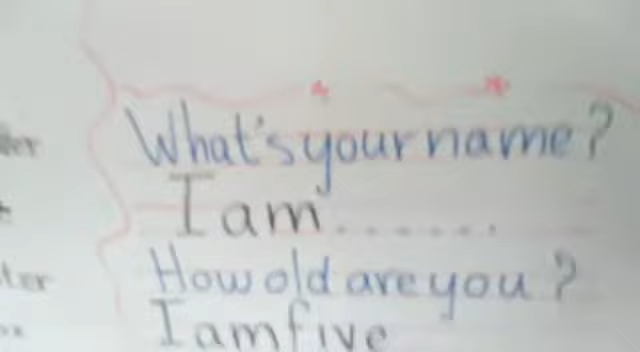 What's your name?
I am.......
How old are you?
I am five